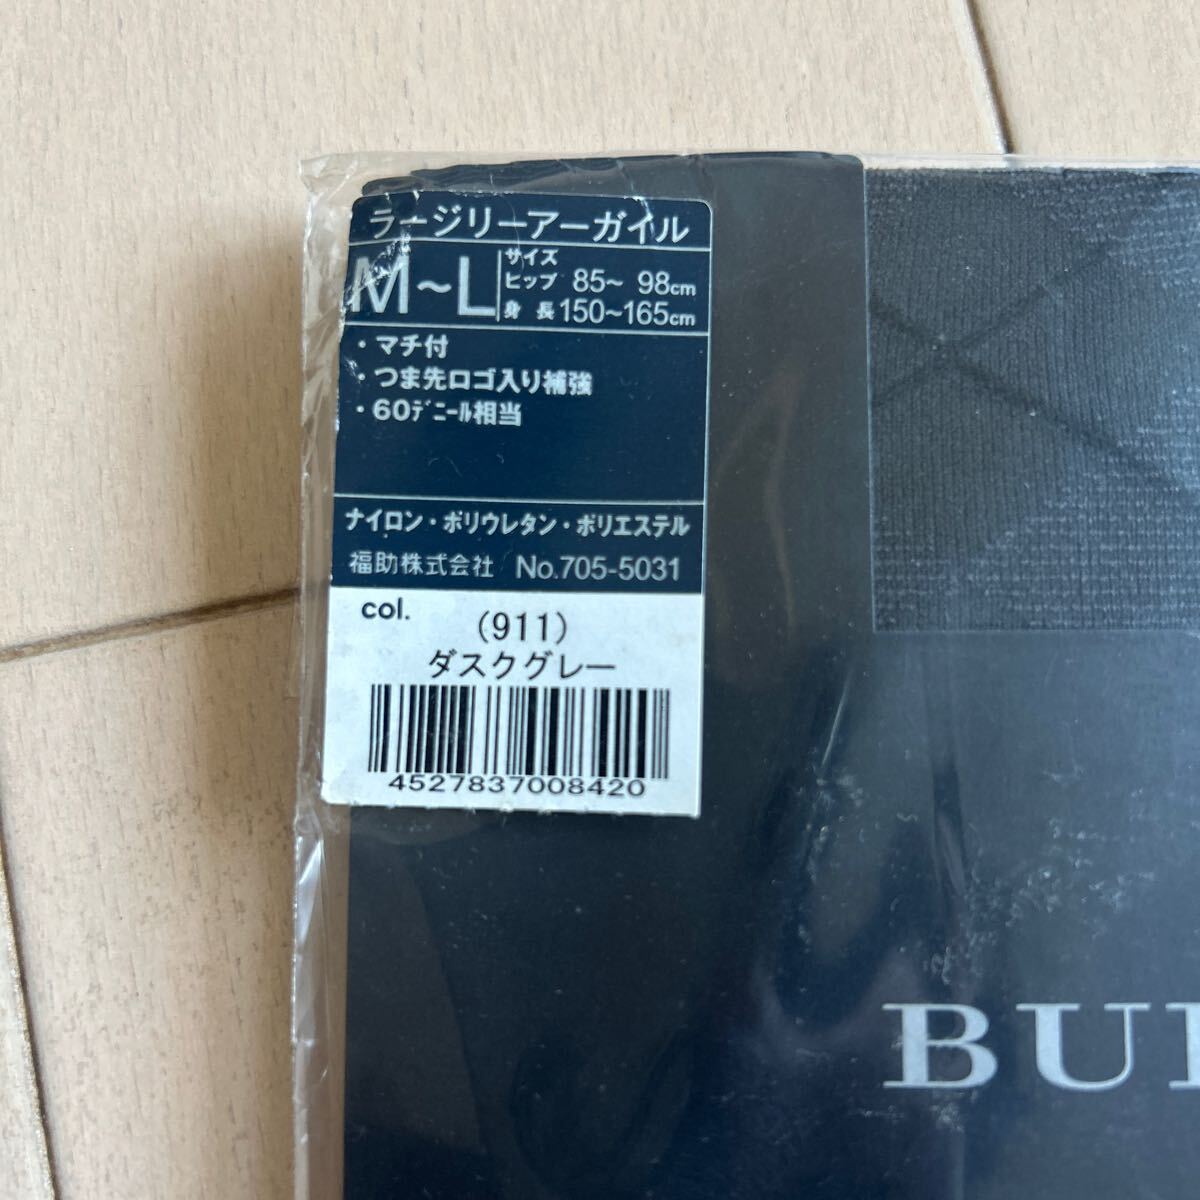 ラージリーアーガイル
M~L
サイズ
ヒップ 85~ 98cm
身 長 150~165cm
・マチ付
・つま先ロゴ入り補強
・60ﾃﾞﾆｰﾙ相当
ナイロン・ポリウレタン・ポリエステル
福助株式会社 No.705-5031
col.
(911)
ダスクグレー
4527837008420
BU